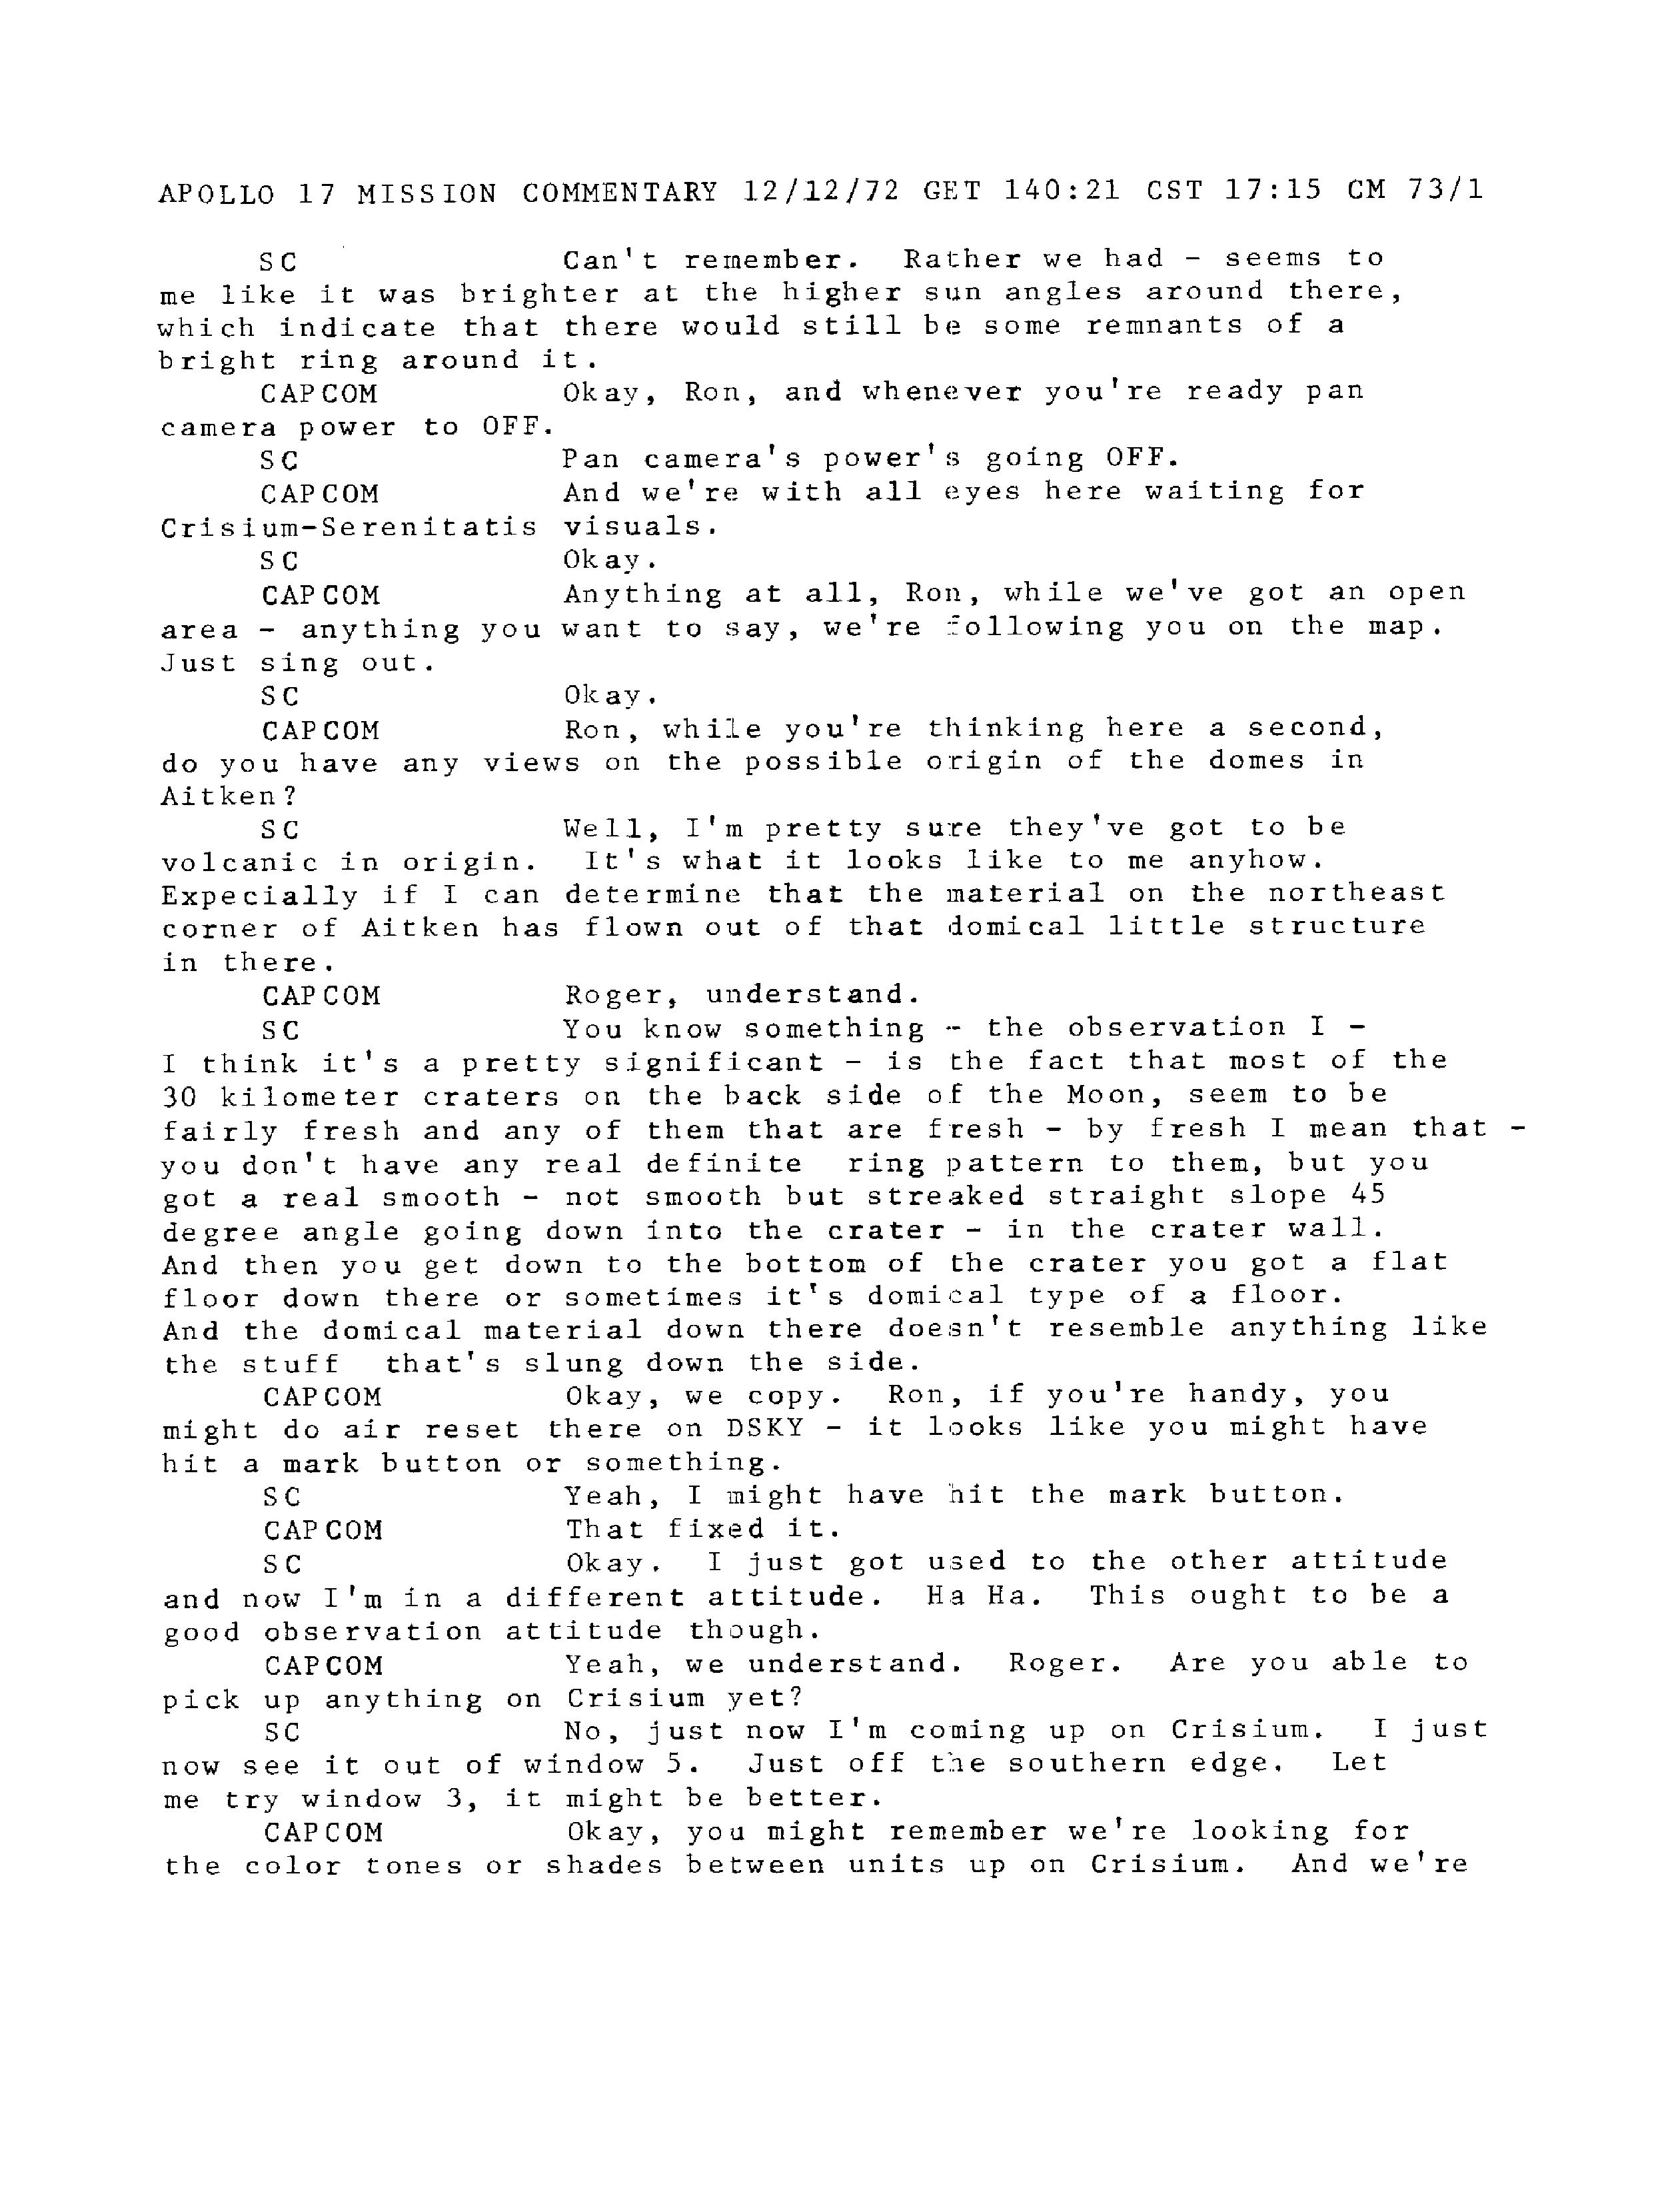 APOLLO 17 MISSION COMMENTARY 12/12/72 GET 140:21 CST 17:15 CM 73/1
SC Can't remember. Rather we had - seems to
me like it was brighter at the higher sun angles around there,
which indicate that there would still be some remnants of a
bright ring around it.
CAPCOM Okay, Ron, and whenever you're ready pan
camera power to OFF.
SC Pan camera's power's going OFF.
CAPCOM And we're with all eyes here waiting for
Crisium-Serenitatis visuals.
SC Okay.
CAPCOM Anything at all, Ron, while we've got an open
area - anything you want to say, we're following you on the map.
Just sing out.
SC Okay.
CAPCOM Ron, while you're thinking here a second,
do you have any views on the possible origin of the domes in
Aitken?
SC Well, I'm pretty sure they've got to be
volcanic in origin. It's what it looks like to me anyhow.
Expecially if I can determine that the material on the northeast
corner of Aitken has flown out of that domical little structure
in there.
CAPCOM Roger, understand.
SC You know something - the observation I -
I think it's a pretty significant - is the fact that most of the
30 kilometer craters on the back side of the Moon, seem to be
fairly fresh and any of them that are fresh - by fresh I mean that -
you don't have any real definite ring pattern to them, but you
got a real smooth - not smooth but streaked straight slope 45
degree angle going down into the crater - in the crater wall.
And then you get down to the bottom of the crater you got a flat
floor down there or sometimes it's domical type of a floor.
And the domical material down there doesn't resemble anything like
the stuff that's slung down the side.
CAPCOM Okay, we copy. Ron, if you're handy, you
might do air reset there on DSKY - it looks like you might have
hit a mark button or something.
SC Yeah, I might have hit the mark button.
CAPCOM That fixed it.
SC Okay. I just got used to the other attitude
and now I'm in a different attitude. Ha Ha. This ought to be a
good observation attitude though.
CAPCOM Yeah, we understand. Roger. Are you able to
pick up anything on Crisium yet?
SC No, just now I'm coming up on Crisium. I just
now see it out of window 5. Just off the southern edge. Let
me try window 3, it might be better.
CAPCOM Okay, you might remember we're looking for
the color tones or shades between units up on Crisium. And we're